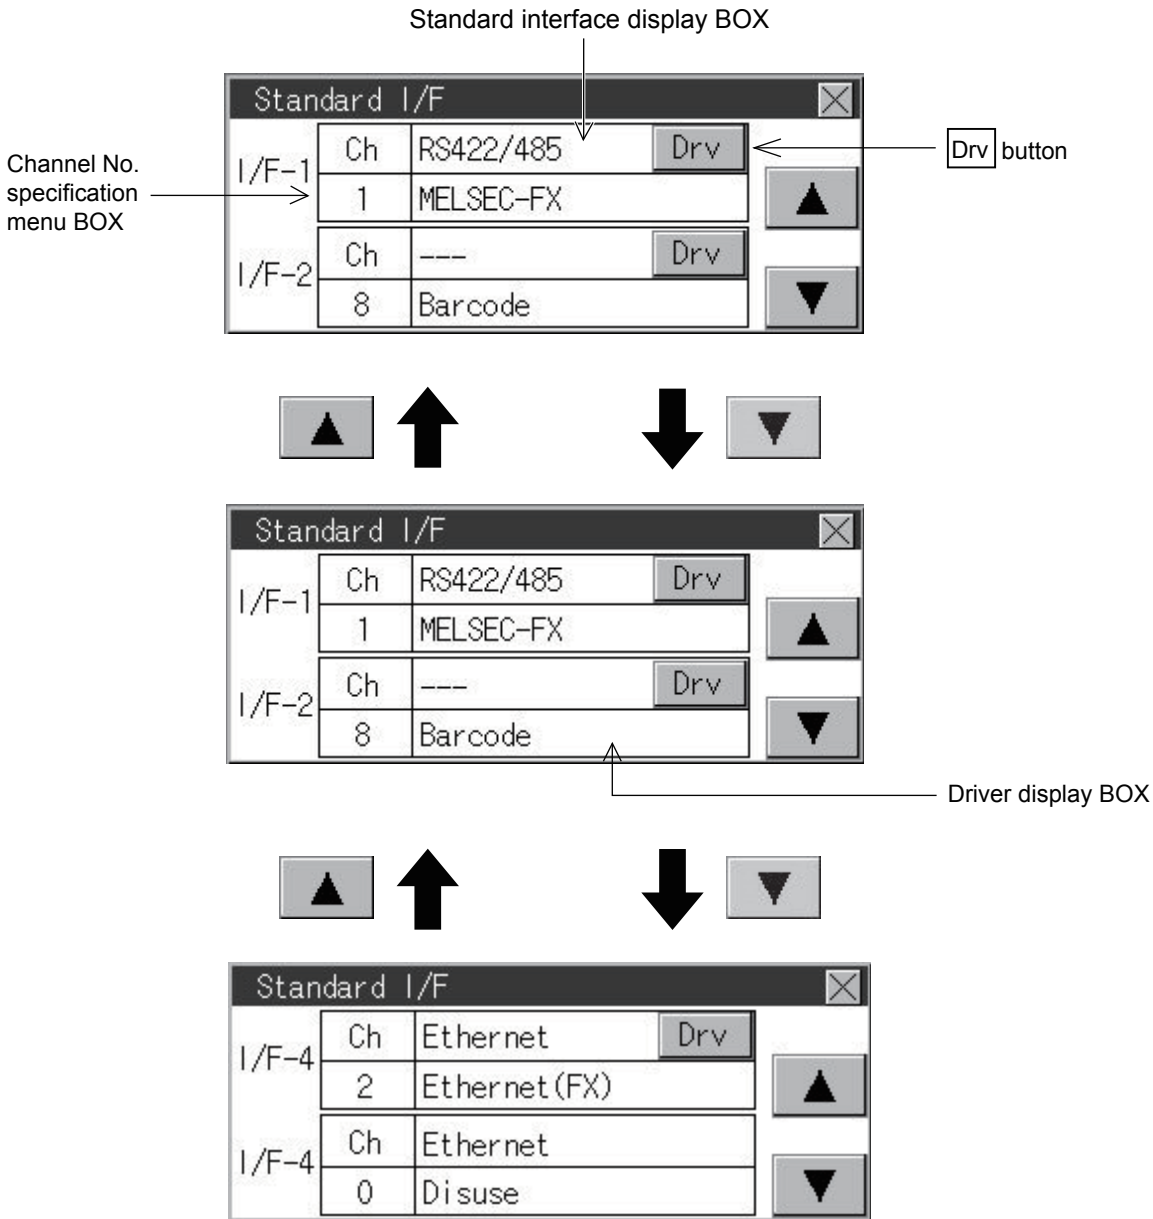 Standard interface display BOX
Standard I/F
Channel No.
specification
menu BOX
I/F-1
Ch
RS422/485
Drv
Drv button
1
MELSEC-FX
I/F-2
Ch
---
Drv
8
Barcode
Standard I/F
I/F-1
Ch
RS422/485
Drv
1
MELSEC-FX
I/F-2
Ch
---
Drv
8
Barcode
Driver display BOX
Standard I/F
I/F-4
Ch
Ethernet
Drv
2
Ethernet(FX)
I/F-4
Ch
Ethernet
0
Disuse